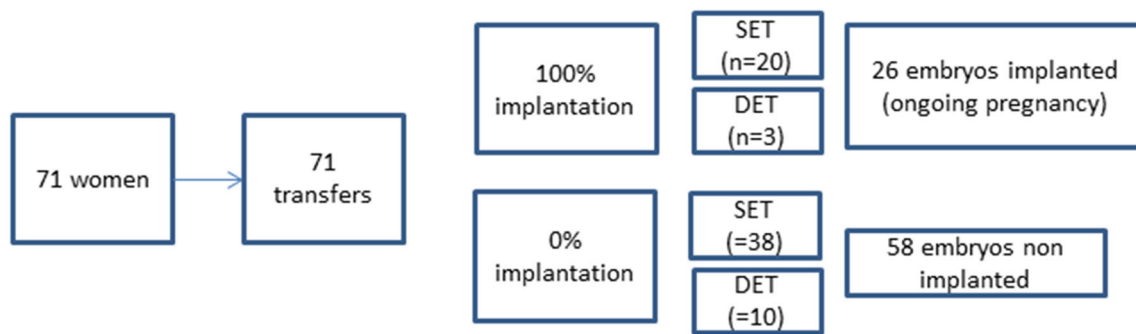 71 women
71
transfers
100%
implantation
SET
(n=20)
DET
(n=3)
26 embryos implanted
(ongoing pregnancy)
0%
implantation
SET
(=38)
DET
(=10)
58 embryos non
implanted